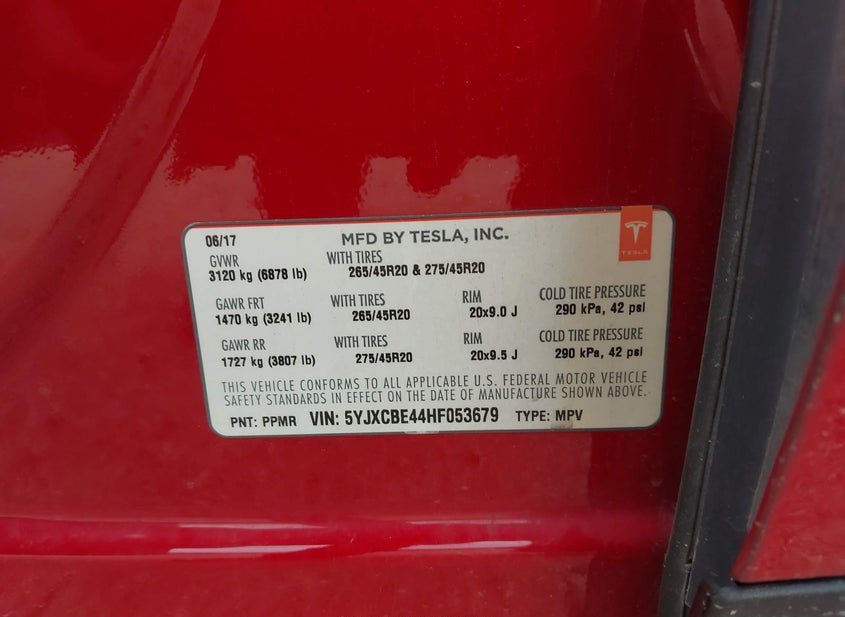 06/17 MFD BY TESLA, INC.
TESLA
GVWR WITH TIRES
3120 kg (6878 lb) 265/45R20 & 275/45R20
GAWR FRT WITH TIRES RIM COLD TIRE PRESSURE
1470 kg (3241 lb) 265/45R20 20x9.0 J 290 kPa, 42 psi
GAWR RR WITH TIRES RIM COLD TIRE PRESSURE
1727 kg (3807 lb) 275/45R20 20x9.5 J 290 kPa, 42 psi
THIS VEHICLE CONFORMS TO ALL APPLICABLE U.S. FEDERAL MOTOR VEHICLE
SAFETY STANDARDS IN EFFECT ON THE DATE OF MANUFACTURE SHOWN ABOVE.
PNT: PPMR VIN: 5YJXCBE44HF053679 TYPE: MPV